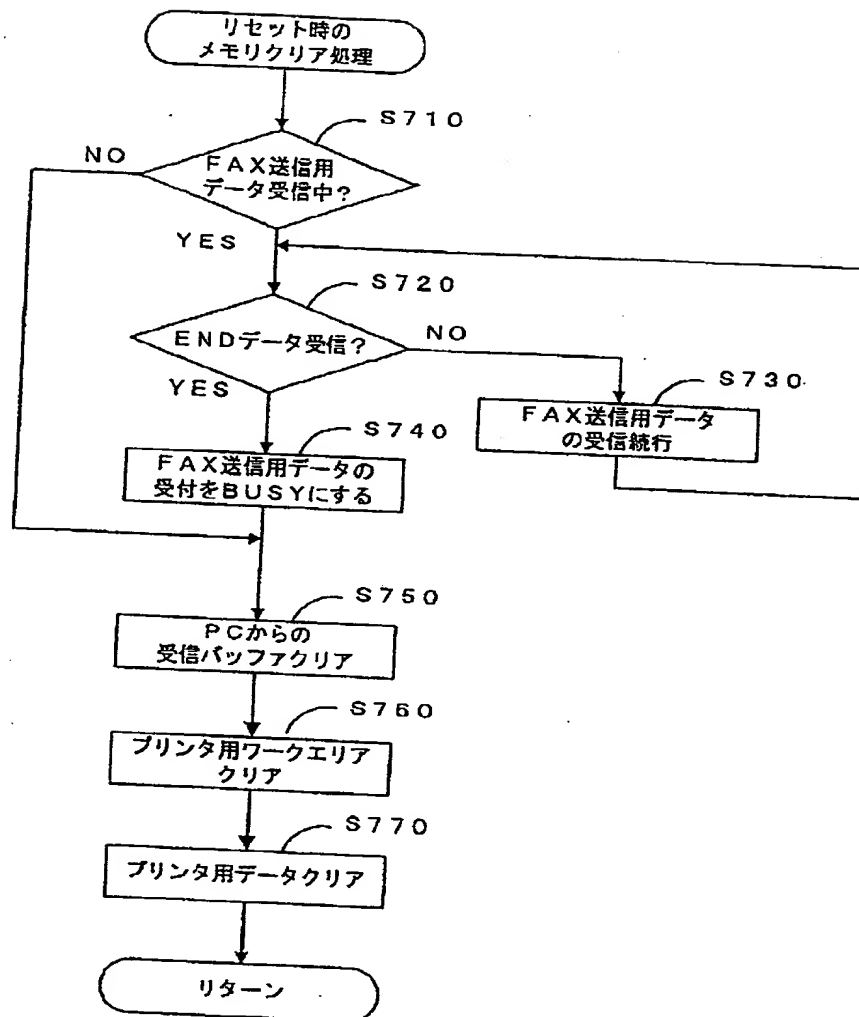 リセット時の
メモリクリア処理
S710
NO
FAX送信用
データ受信中?
YES
S720
ENDデータ受信?
NO
YES
S730
FAX送信用データ
の受信続行
S740
FAX送信用データの
受付をBUSYにする
S750
PCからの
受信バッファクリア
S760
プリンタ用ワークエリア
クリア
S770
プリンタ用データクリア
リターン